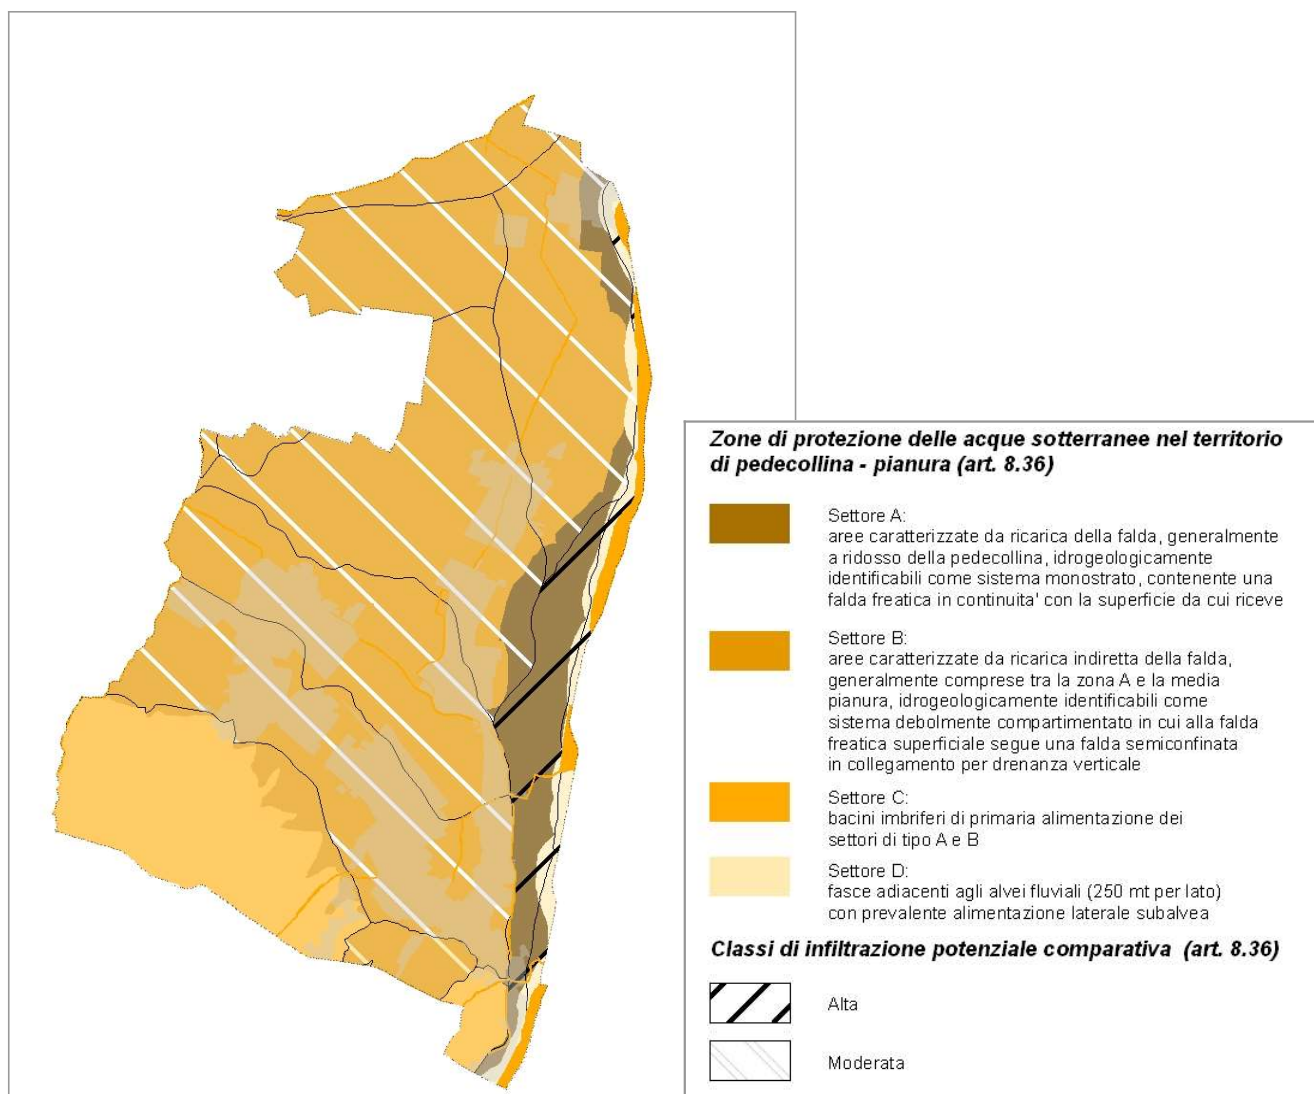 Zone di protezione delle acque sotterranee nel territorio
di pedecollina - pianura (art. 8.36)
Settore A:
aree caratterizzate da ricarica della falda, generalmente
a ridosso della pedecollina, idrogeologicamente
identificabili come sistema monostrato, contenente una
falda freatica in continuita' con la superficie da cui riceve
Settore B:
aree caratterizzate da ricarica indiretta della falda,
generalmente comprese tra la zona A e la media
pianura, idrogeologicamente identificabili come
sistema debolmente compartimentato in cui alla falda
freatica superficiale segue una falda semiconfinata
in collegamento per drenanza verticale
Settore C:
bacini imbriferi di primaria alimentazione dei
settori di tipo A e B
Settore D:
fasce adiacenti agli alvei fluviali (250 mt per lato)
con prevalente alimentazione laterale subalvea
Classi di infiltrazione potenziale comparativa (art. 8.36)
Alta
Moderata